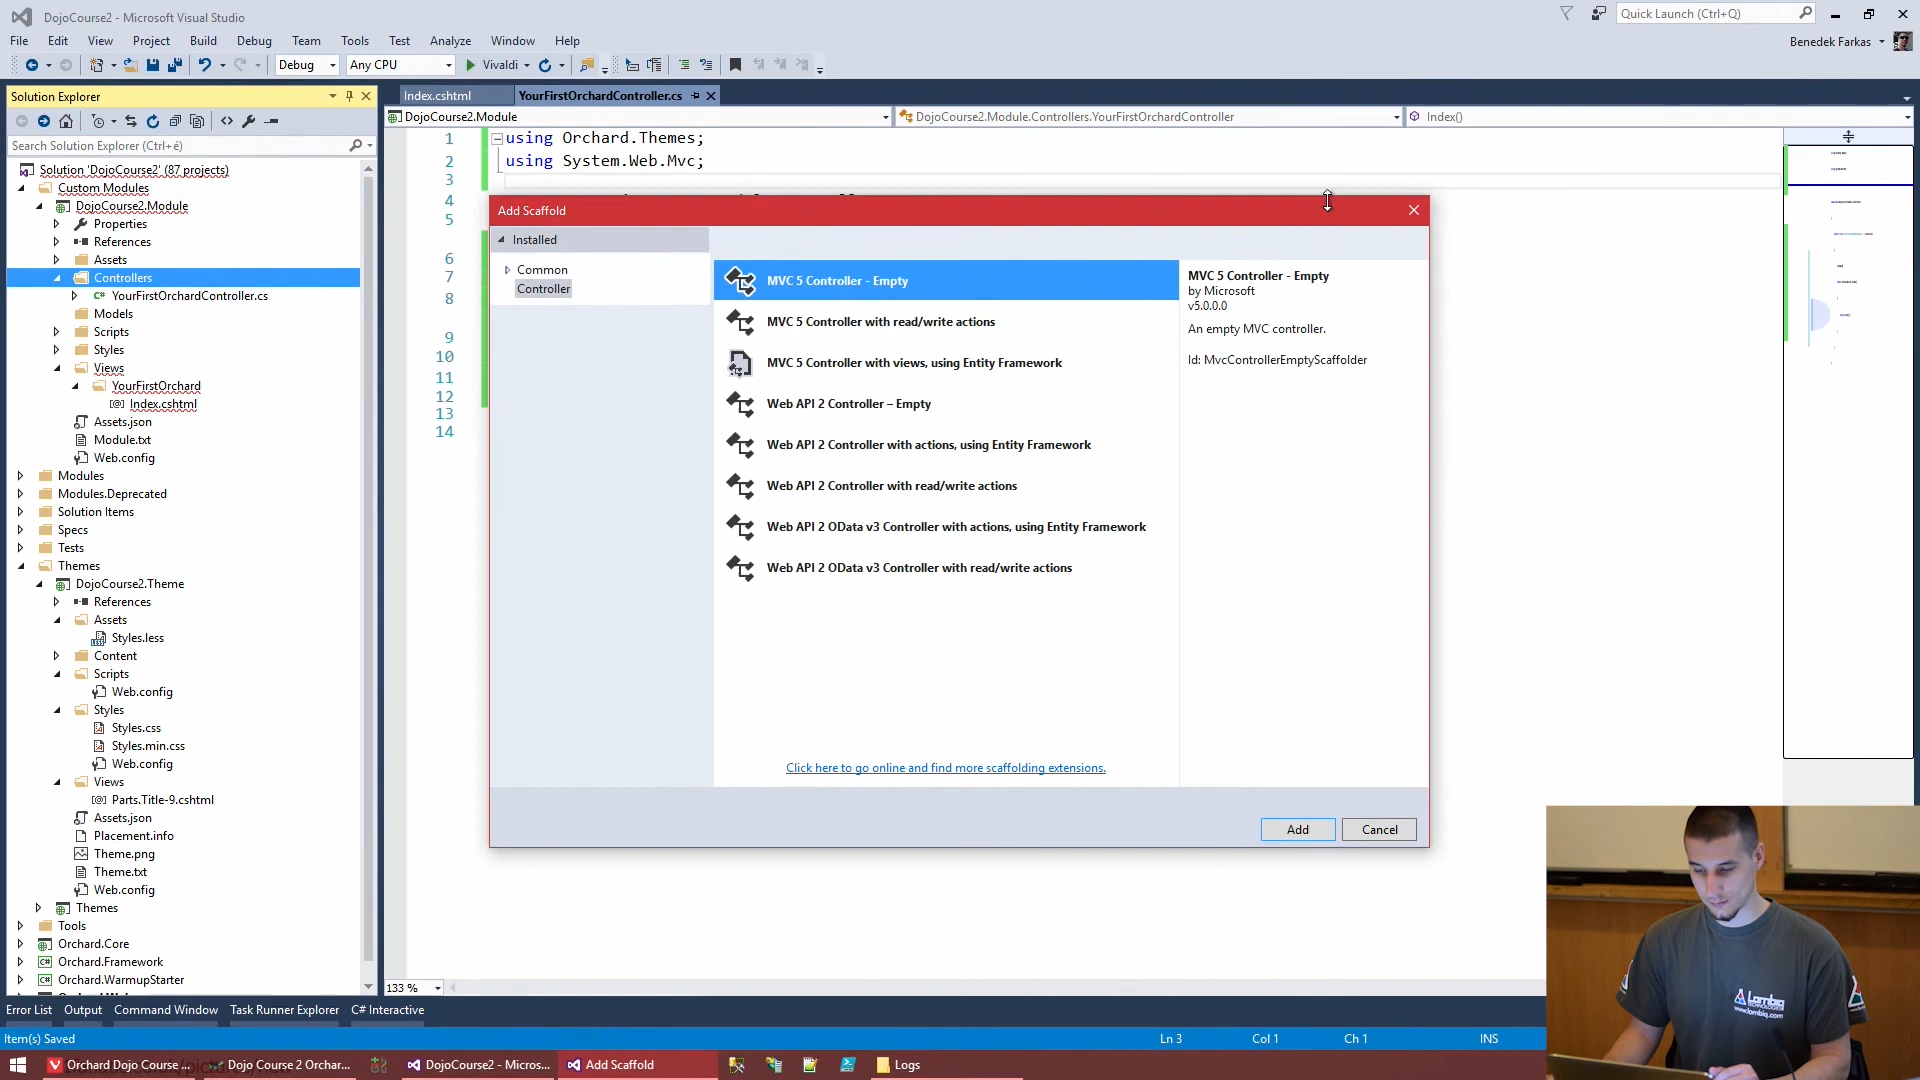 DojoCourse2 - Microsoft Visual Studio
Quick Launch (Ctrl+Q)
File Edit View Project Build Debug Team Tools Test Analyze Window Help
Benedek Farkas
Debug Any CPU Vivaldi
Solution Explorer
Index.cshtml YourFirstOrchardController.cs
DojoCourse2.Module DojoCourse2.Module.Controllers.YourFirstOrchardController Index()
Search Solution Explorer (Ctrl+é)
Solution 'DojoCourse2' (87 projects)
Custom Modules
DojoCourse2.Module
Properties
References
Assets
Controllers
YourFirstOrchardController.cs
Models
Scripts
Styles
Views
YourFirstOrchard
Index.cshtml
Assets.json
Module.txt
Web.config
Modules
Modules.Deprecated
Solution Items
Specs
Tests
Themes
DojoCourse2.Theme
References
Assets
Styles.less
Content
Scripts
Web.config
Styles
Styles.css
Styles.min.css
Web.config
Views
Parts.Title-9.cshtml
Assets.json
Placement.info
Theme.png
Theme.txt
Web.config
Themes
Tools
Orchard.Core
Orchard.Framework
Orchard.WarmupStarter
1 using Orchard.Themes;
2 using System.Web.Mvc;
3
4
5
6
7
8
9
10
11
12
13
14
Add Scaffold
Installed
Common
Controller
MVC 5 Controller - Empty
MVC 5 Controller with read/write actions
MVC 5 Controller with views, using Entity Framework
Web API 2 Controller – Empty
Web API 2 Controller with actions, using Entity Framework
Web API 2 Controller with read/write actions
Web API 2 OData v3 Controller with actions, using Entity Framework
Web API 2 OData v3 Controller with read/write actions
Click here to go online and find more scaffolding extensions.
MVC 5 Controller - Empty
by Microsoft
v5.0.0.0
An empty MVC controller.
Id: MvcControllerEmptyScaffolder
Add Cancel
133 %
Error List Output Command Window Task Runner Explorer C# Interactive
Item(s) Saved Ln 3 Col 1 Ch 1 INS
Orchard Dojo Course ... Dojo Course 2 Orchar... DojoCourse2 - Micros... Add Scaffold Logs
Lombiq
TECHNOLOGIES
www.lombiq.com